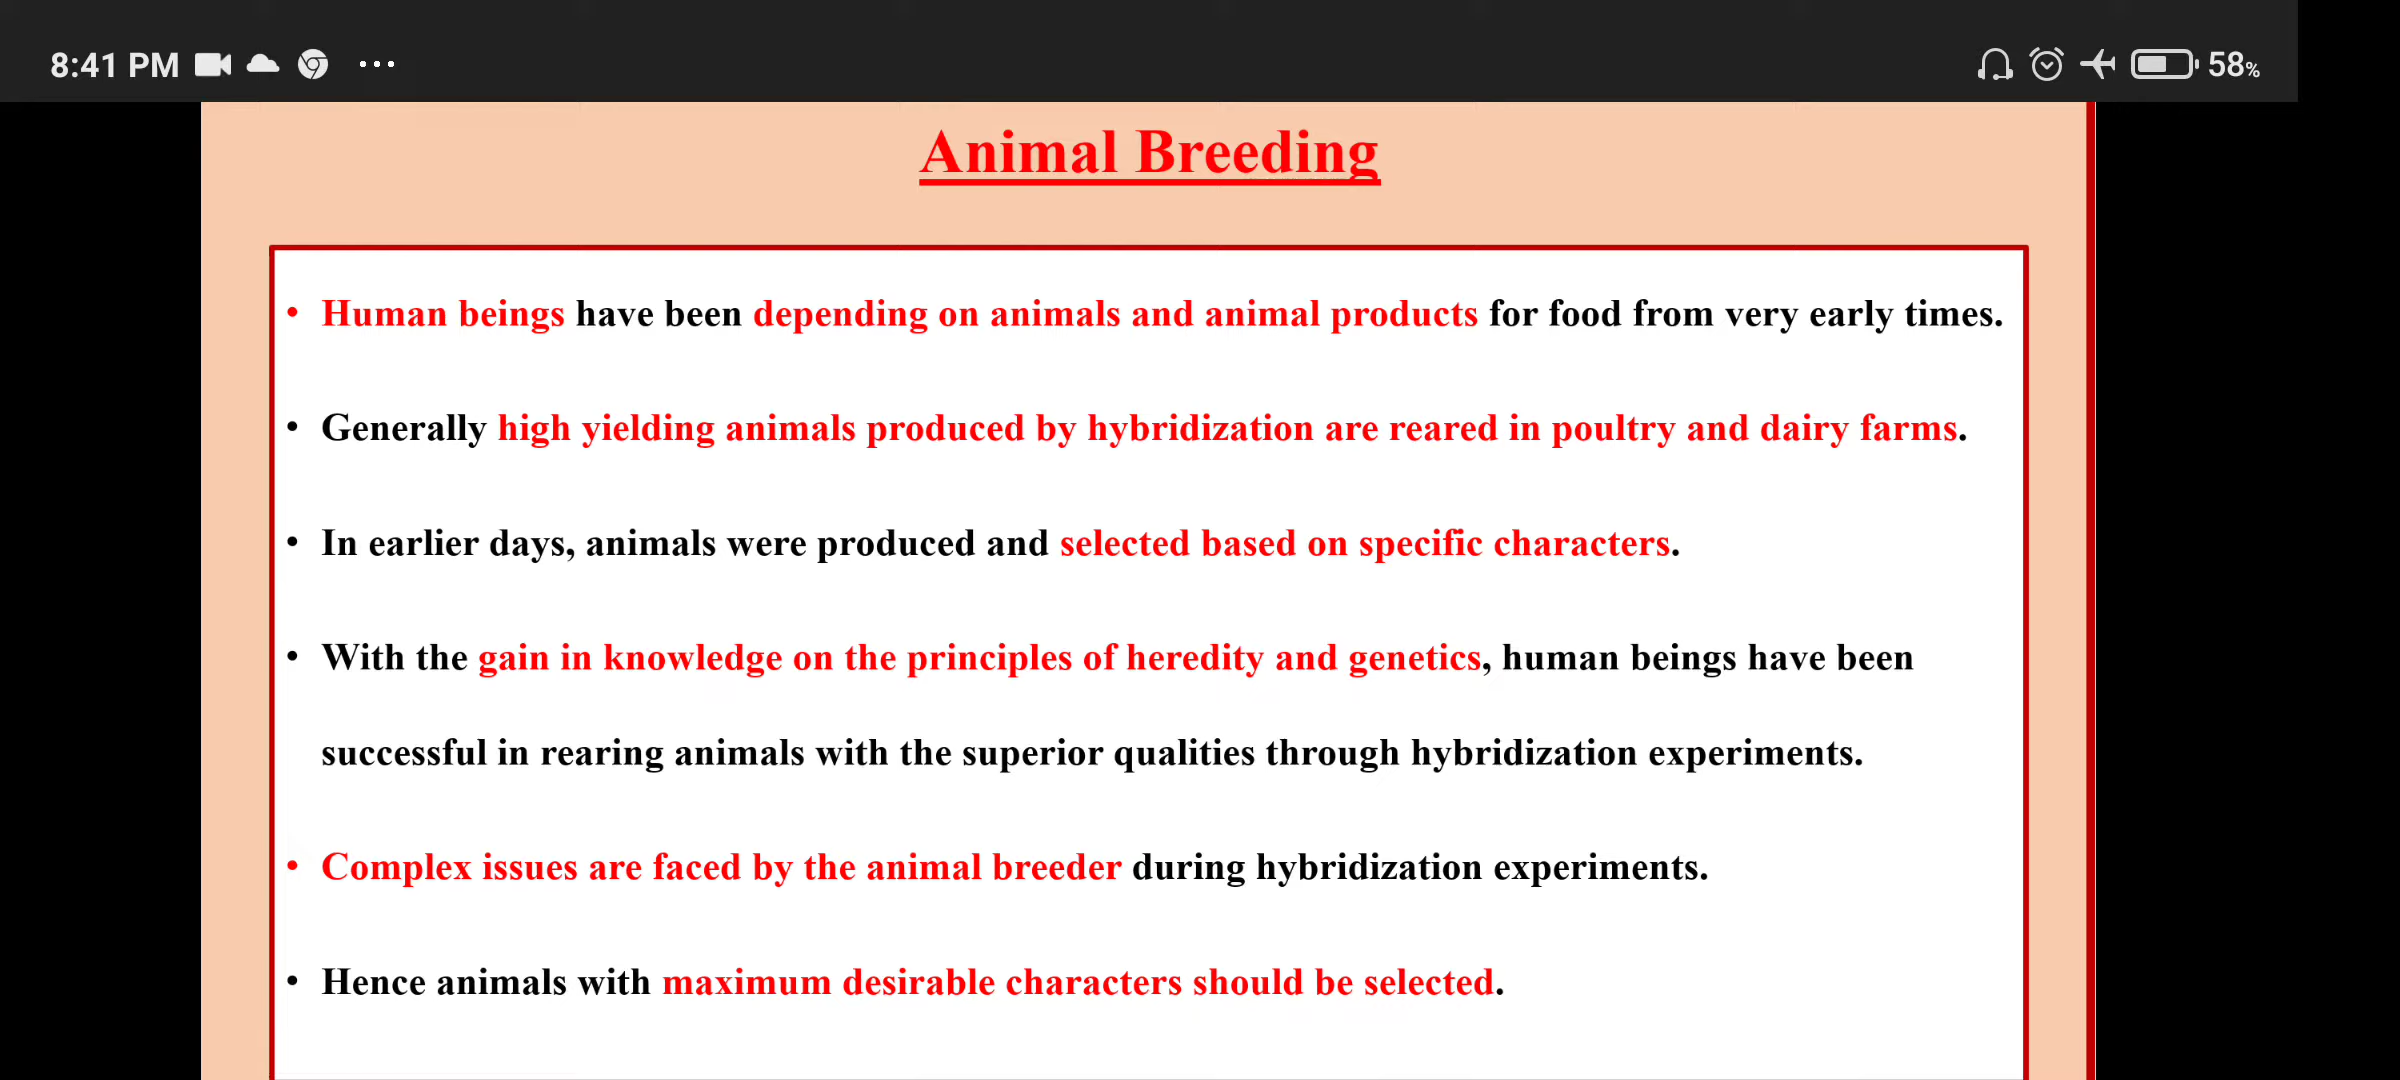 8:41 PM
58%
Animal Breeding
• Human beings have been depending on animals and animal products for food from very early times.
• Generally high yielding animals produced by hybridization are reared in poultry and dairy farms.
• In earlier days, animals were produced and selected based on specific characters.
• With the gain in knowledge on the principles of heredity and genetics, human beings have been
successful in rearing animals with the superior qualities through hybridization experiments.
• Complex issues are faced by the animal breeder during hybridization experiments.
• Hence animals with maximum desirable characters should be selected.